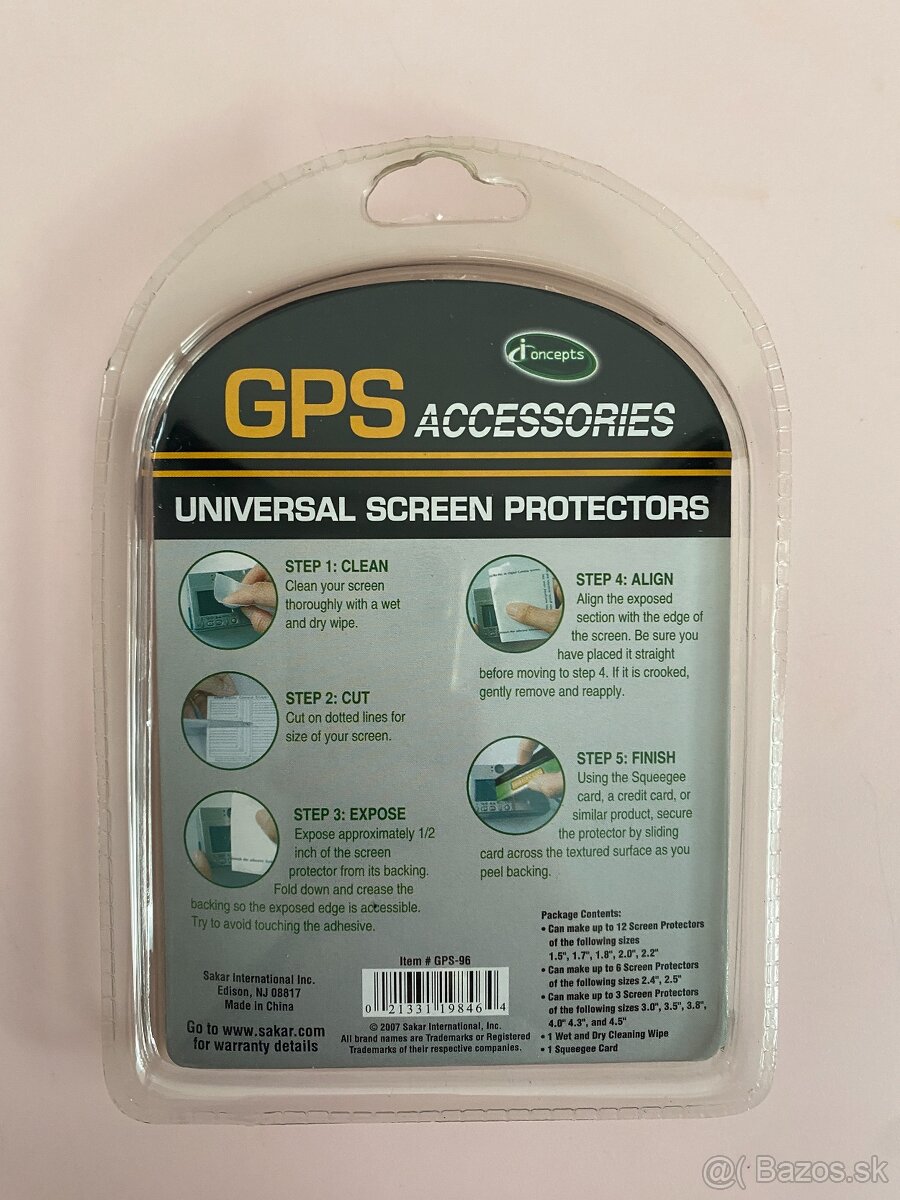 iConcepts
GPS ACCESSORIES
UNIVERSAL SCREEN PROTECTORS
STEP 1: CLEAN
Clean your screen
thoroughly with a wet
and dry wipe.
STEP 2: CUT
Cut on dotted lines for
size of your screen.
STEP 3: EXPOSE
Expose approximately 1/2
inch of the screen
protector from its backing.
Fold down and crease the
backing so the exposed edge is accessible.
Try to avoid touching the adhesive.
STEP 4: ALIGN
Align the exposed
section with the edge of
the screen. Be sure you
have placed it straight
before moving to step 4. If it is crooked,
gently remove and reapply.
STEP 5: FINISH
Using the Squeegee
card, a credit card, or
similar product, secure
the protector by sliding
card across the textured surface as you
peel backing.
Sakar International Inc.
Edison, NJ 08817
Made in China
Go to www.sakar.com
for warranty details
Item # GPS-96
0 21331 19846 4
© 2007 Sakar International, Inc.
All brand names are Trademarks or Registered
Trademarks of their respective companies.
Package Contents:
• Can make up to 12 Screen Protectors
of the following sizes
1.5", 1.7", 1.8", 2.0", 2.2"
• Can make up to 6 Screen Protectors
of the following sizes 2.4", 2.5"
• Can make up to 3 Screen Protectors
of the following sizes 3.0", 3.5", 3.8",
4.0" 4.3", and 4.5"
• 1 Wet and Dry Cleaning Wipe
• 1 Squeegee Card
@( Bazos.sk